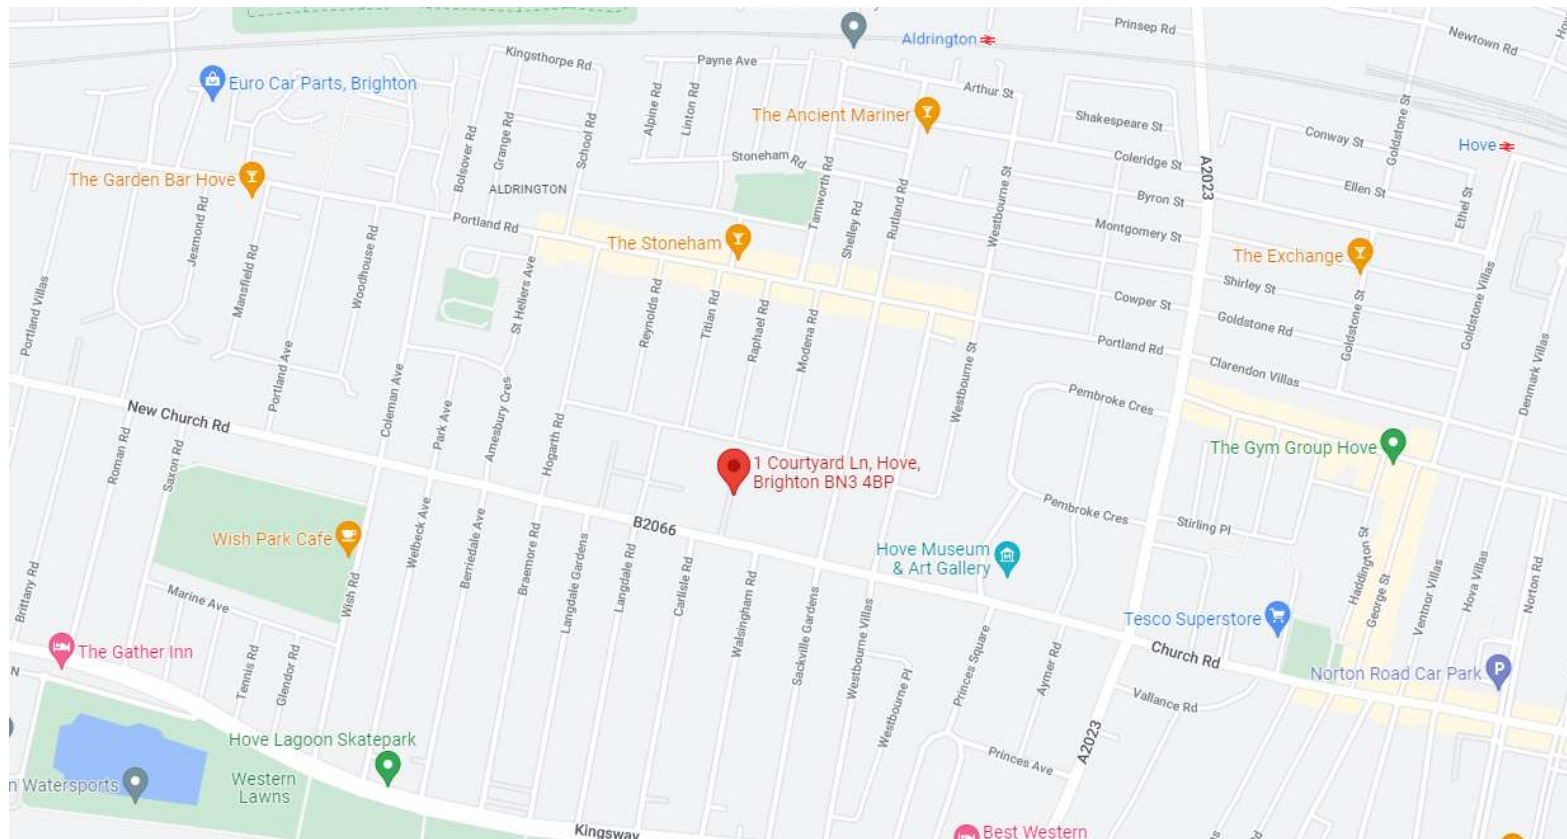 Prinsep Rd
Newtown Rd
Aldrington
Kingsthorpe Rd
Payne Ave
Euro Car Parts, Brighton
Arthur St
Alpine Rd
Linton Rd
The Ancient Mariner
Shakespeare St
Conway St
Goldstone St
Hove
Bolsover Rd
Grange Rd
School Rd
Stoneham Rd
Coleridge St
A2023
The Garden Bar Hove
ALDRINGTON
Tamworth Rd
Byron St
Ellen St
Ethel St
Jesmond Rd
Portland Rd
Shelley Rd
Rutland Rd
Westbourne St
Montgomery St
The Stoneham
The Exchange
Mansfield Rd
Woodhouse Rd
St Heliers Ave
Portland Villas
Reynolds Rd
Titian Rd
Raphael Rd
Modena Rd
Cowper St
Shirley St
Goldstone Rd
Goldstone St
Goldstone Villas
Portland Rd
Clarendon Villas
Denmark Villas
Portland Ave
Coleman Ave
Park Ave
Amesbury Cres
Westbourne St
Pembroke Cres
New Church Rd
Roman Rd
Saxon Rd
Hogarth Rd
1 Courtyard Ln, Hove,
Brighton BN3 4BP
The Gym Group Hove
Wish Park Cafe
Welbeck Ave
Berriedale Ave
Braemore Rd
B2066
Pembroke Cres
Stirling Pl
Hove Museum
& Art Gallery
Langdale Gardens
Langdale Rd
Carlisle Rd
Walsingham Rd
Haddington St
George St
Ventnor Villas
Hova Villas
Norton Rd
Brittany Rd
Marine Ave
Wish Rd
Tesco Superstore
The Gather Inn
Tennis Rd
Glendor Rd
Sackville Gardens
Westbourne Villas
Westbourne Pl
Princes Square
Aymer Rd
Church Rd
Norton Road Car Park
Vallance Rd
A2023
Princes Ave
Hove Lagoon Skatepark
n Watersports
Western
Lawns
Kingsway
Best Western